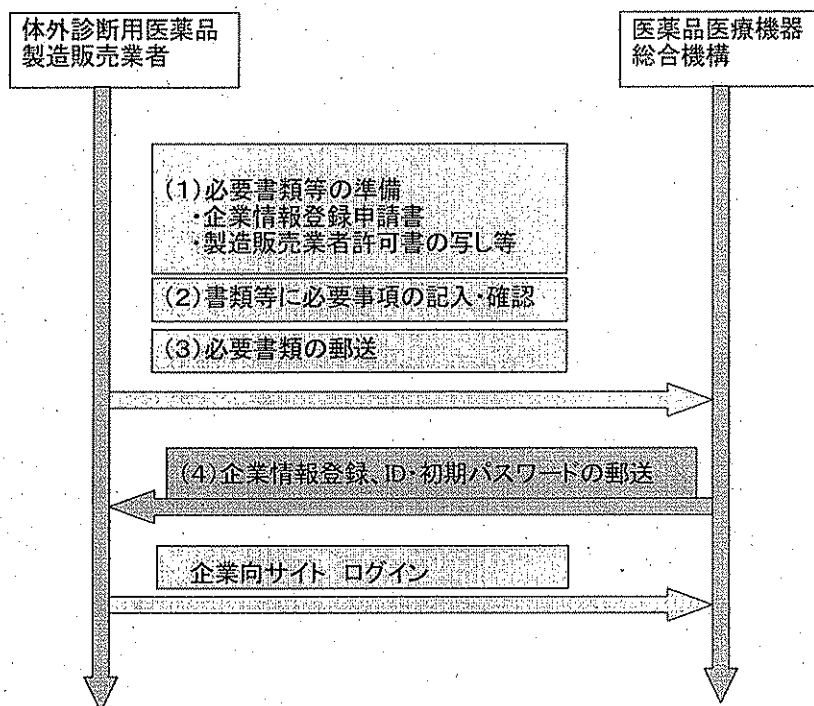 体外診断用医薬品
製造販売業者
医薬品医療機器
総合機構
(1)必要書類等の準備
・企業情報登録申請書
・製造販売業者許可書の写し等
(2)書類等に必要事項の記入・確認
(3)必要書類の郵送
(4)企業情報登録、ID・初期パスワードの郵送
企業向サイト ログイン